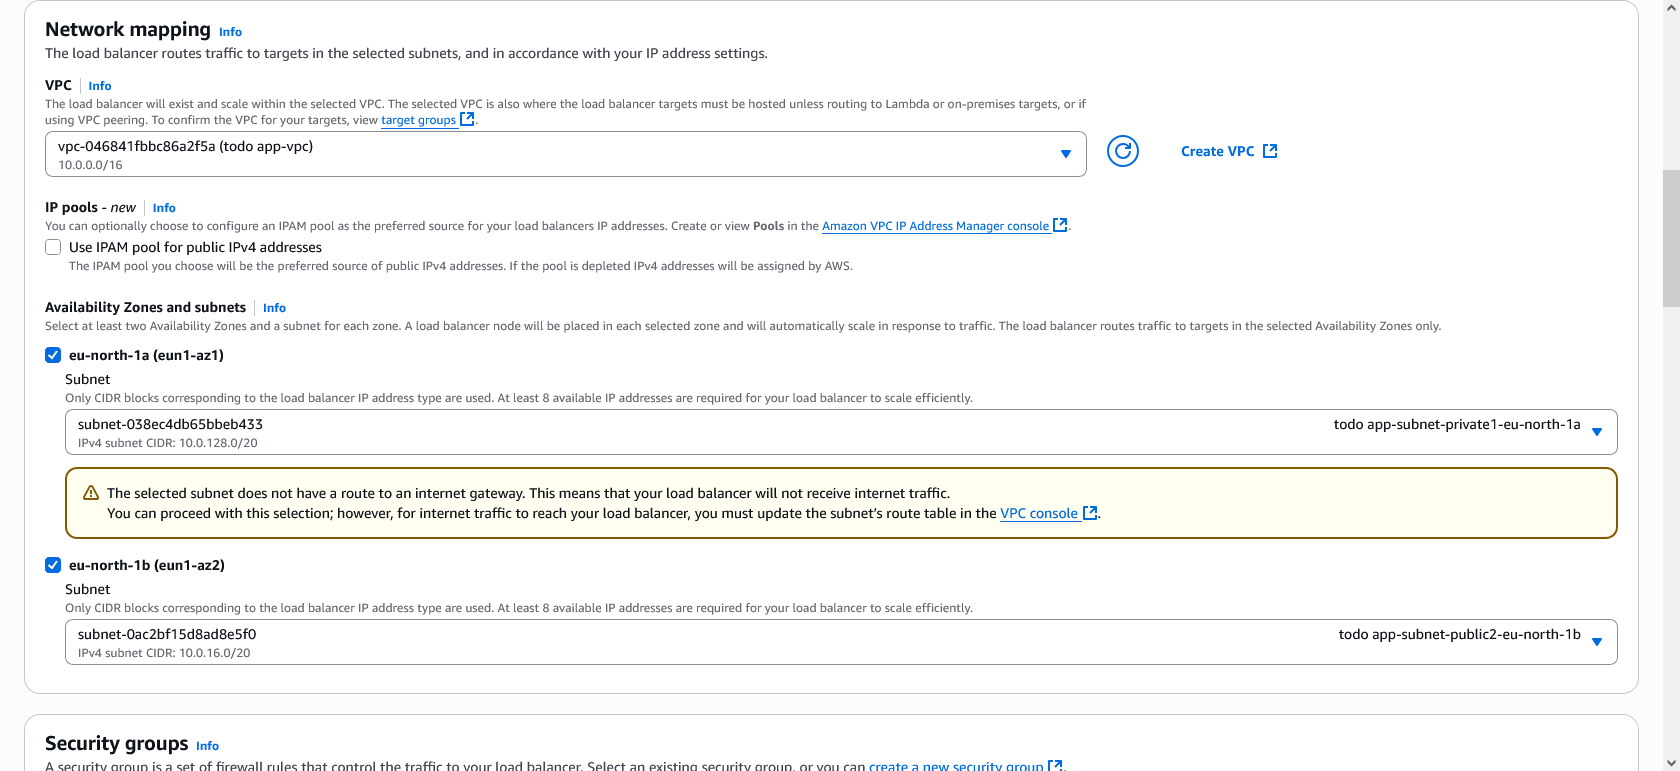 Network mapping Info
The load balancer routes traffic to targets in the selected subnets, and in accordance with your IP address settings.
VPC Info
The load balancer will exist and scale within the selected VPC. The selected VPC is also where the load balancer targets must be hosted unless routing to Lambda or on-premises targets, or if
using VPC peering. To confirm the VPC for your targets, view target groups.
vpc-046841fbbc86a2f5a (todo app-vpc)
10.0.0.0/16
Create VPC
IP pools - new Info
You can optionally choose to configure an IPAM pool as the preferred source for your load balancers IP addresses. Create or view Pools in the Amazon VPC IP Address Manager console.
Use IPAM pool for public IPv4 addresses
The IPAM pool you choose will be the preferred source of public IPv4 addresses. If the pool is depleted IPv4 addresses will be assigned by AWS.
Availability Zones and subnets Info
Select at least two Availability Zones and a subnet for each zone. A load balancer node will be placed in each selected zone and will automatically scale in response to traffic. The load balancer routes traffic to targets in the selected Availability Zones only.
eu-north-1a (eun1-az1)
Subnet
Only CIDR blocks corresponding to the load balancer IP address type are used. At least 8 available IP addresses are required for your load balancer to scale efficiently.
subnet-038ec4db65bbeb433 todo app-subnet-private1-eu-north-1a
IPv4 subnet CIDR: 10.0.128.0/20
The selected subnet does not have a route to an internet gateway. This means that your load balancer will not receive internet traffic.
You can proceed with this selection; however, for internet traffic to reach your load balancer, you must update the subnet's route table in the VPC console.
eu-north-1b (eun1-az2)
Subnet
Only CIDR blocks corresponding to the load balancer IP address type are used. At least 8 available IP addresses are required for your load balancer to scale efficiently.
subnet-0ac2bf15d8ad8e5f0 todo app-subnet-public2-eu-north-1b
IPv4 subnet CIDR: 10.0.16.0/20
Security groups Info
A security group is a set of firewall rules that control the traffic to your load balancer. Select an existing security group, or you can create a new security group.